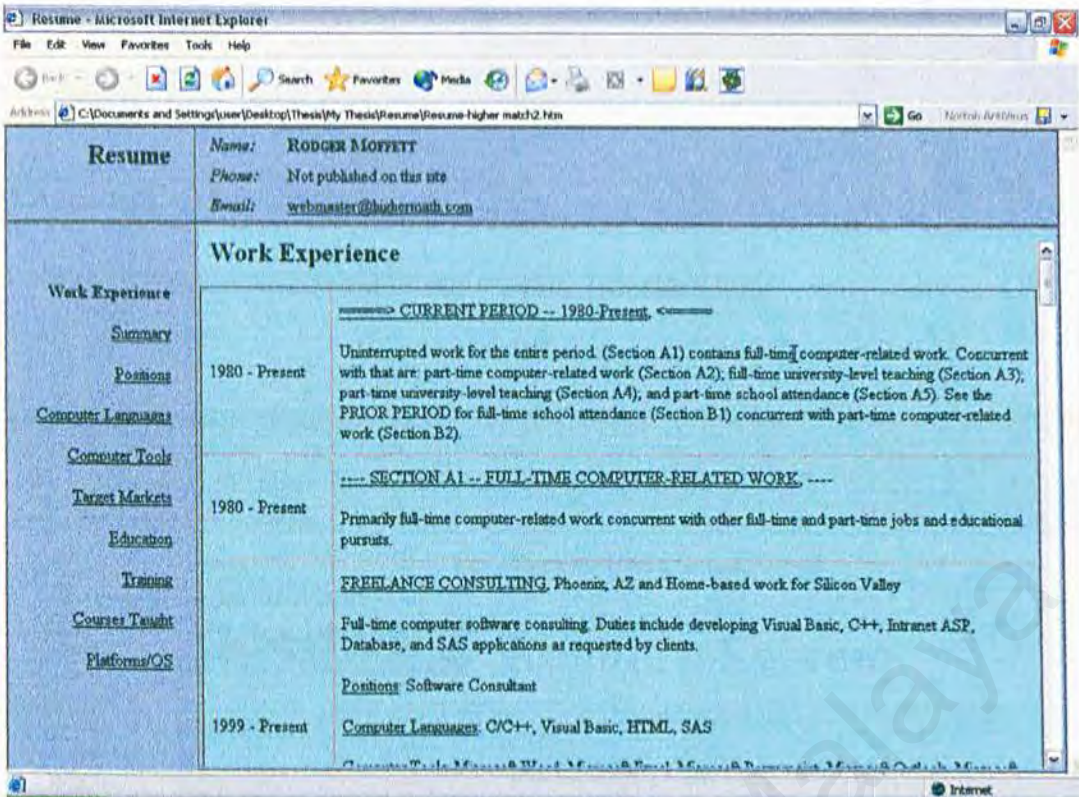 Resume - Microsoft Internet Explorer
File Edit View Favorites Tools Help
Back Search Favorites Media
Address C:\Documents and Settings\user\Desktop\Thesis\My Thesis\Resume\Resume-higher match2.htm Go Norton AntiVirus
Resume
Name: RODGER MOFFETT
Phone: Not published on this site
Email: webmaster@highermath.com
Work Experience
Summary
Positions
Computer Languages
Computer Tools
Target Markets
Education
Training
Courses Taught
Platforms/OS
Work Experience
1980 - Present
=====> CURRENT PERIOD -- 1980-Present, <=====
Uninterrupted work for the entire period. (Section A1) contains full-time computer-related work. Concurrent
with that are: part-time computer-related work (Section A2); full-time university-level teaching (Section A3);
part-time university-level teaching (Section A4); and part-time school attendance (Section A5). See the
PRIOR PERIOD for full-time school attendance (Section B1) concurrent with part-time computer-related
work (Section B2).
1980 - Present
---- SECTION A1 -- FULL-TIME COMPUTER-RELATED WORK, ----
Primarily full-time computer-related work concurrent with other full-time and part-time jobs and educational
pursuits.
1999 - Present
FREELANCE CONSULTING, Phoenix, AZ and Home-based work for Silicon Valley
Full-time computer software consulting. Duties include developing Visual Basic, C++, Intranet ASP,
Database, and SAS applications as requested by clients.
Positions: Software Consultant
Computer Languages: C/C++, Visual Basic, HTML, SAS
Internet
Malaya